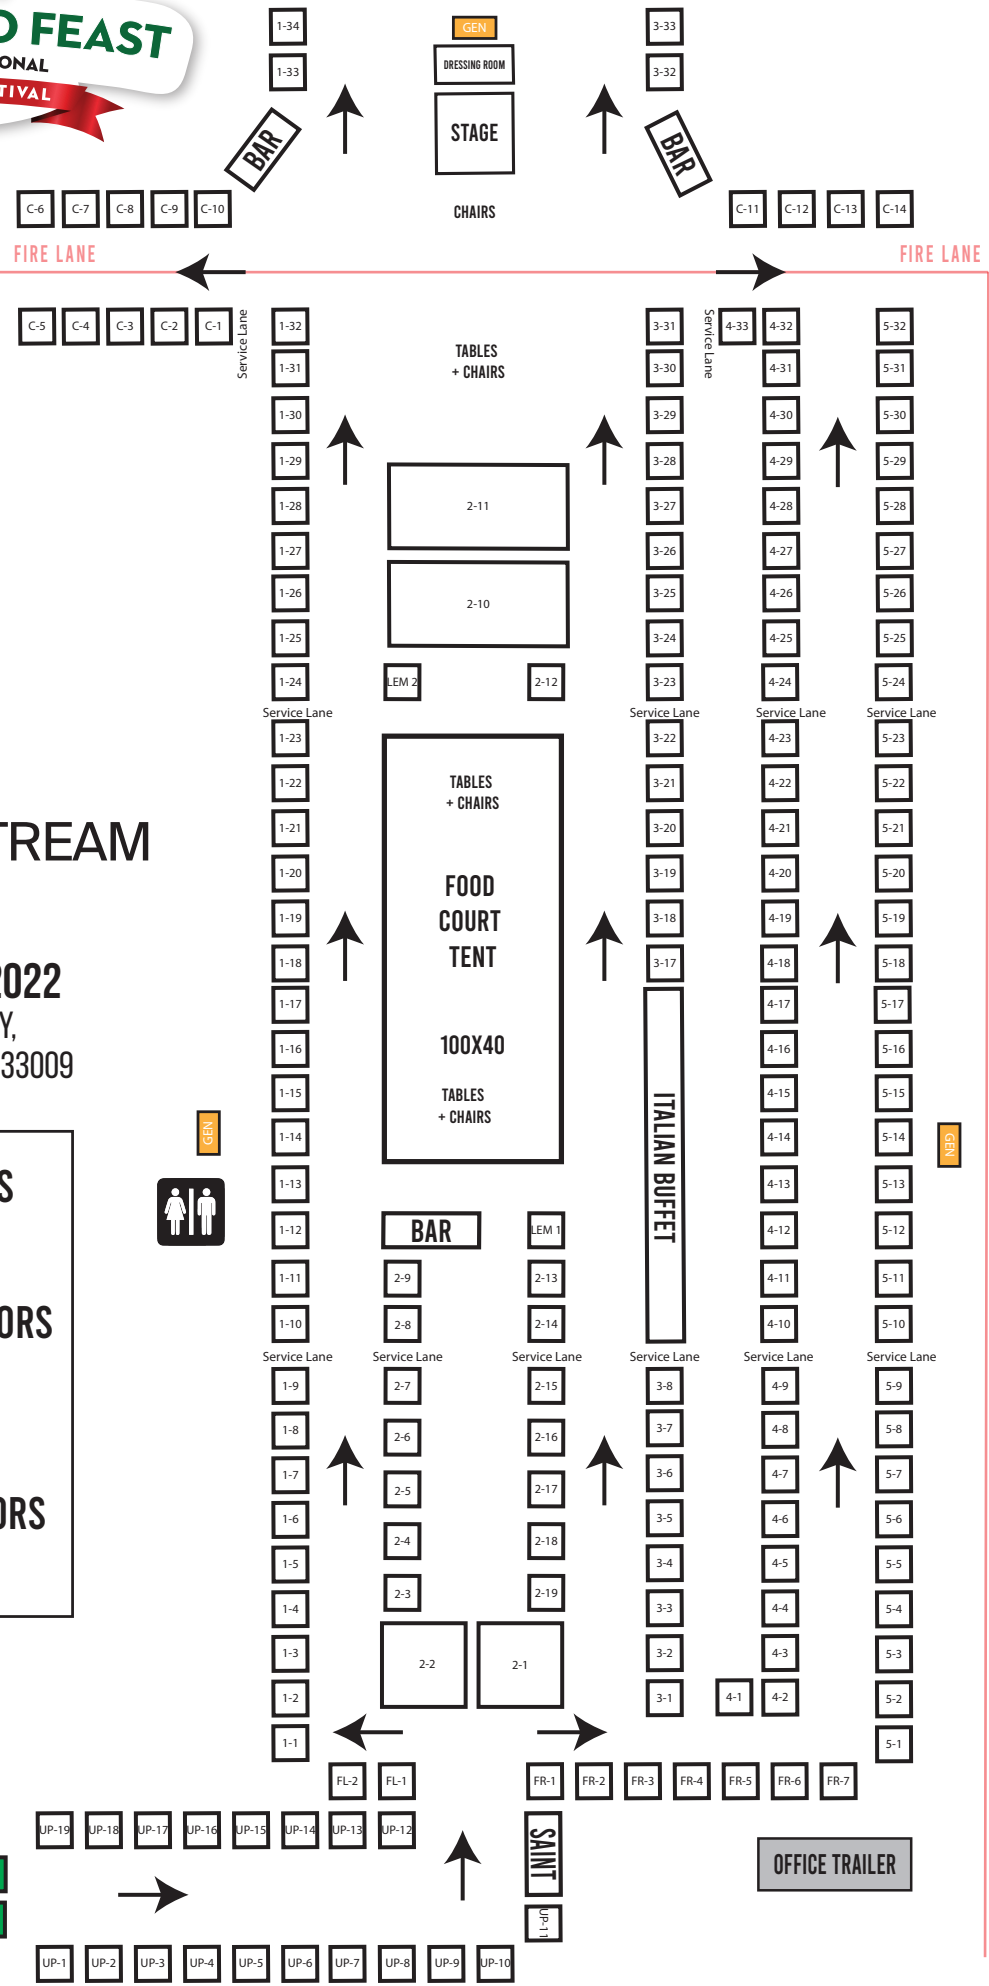 O FEAST
ONAL
TIVAL
1-34
GEN
3-33
1-33
DRESSING ROOM
3-32
BAR
STAGE
BAR
C-6 C-7 C-8 C-9 C-10
CHAIRS
C-11 C-12 C-13 C-14
FIRE LANE
FIRE LANE
C-5 C-4 C-3 C-2 C-1
Service Lane
1-32
3-31
Service Lane
4-33 4-32
5-32
TABLES
+ CHAIRS
1-31 3-30 4-31 5-31
1-30 3-29 4-30 5-30
1-29 3-28 4-29 5-29
1-28 2-11 3-27 4-28 5-28
1-27 3-26 4-27 5-27
1-26 2-10 3-25 4-26 5-26
1-25 3-24 4-25 5-25
1-24 LEM 2 2-12 3-23 4-24 5-24
Service Lane Service Lane Service Lane Service Lane
1-23 3-22 4-23 5-23
TABLES
+ CHAIRS
1-22 3-21 4-22 5-22
1-21 3-20 4-21 5-21
TREAM
1-20 3-19 4-20 5-20
FOOD
COURT
TENT
1-19 3-18 4-19 5-19
1-18 3-17 4-18 5-18
2022
Y,
33009
1-17 4-17 5-17
1-16 100X40 4-16 5-16
1-15 4-15 5-15
TABLES
+ CHAIRS
ITALIAN BUFFET
GEN
1-14 4-14 5-14
GEN
S
1-13 4-13 5-13
1-12 BAR LEM 1 4-12 5-12
1-11 2-9 2-13 4-11 5-11
ORS
1-10 2-8 2-14 4-10 5-10
Service Lane Service Lane Service Lane Service Lane Service Lane Service Lane
1-9 2-7 2-15 3-8 4-9 5-9
1-8 2-6 2-16 3-7 4-8 5-8
1-7 2-5 2-17 3-6 4-7 5-7
ORS
1-6 2-4 2-18 3-5 4-6 5-6
1-5 2-3 2-19 3-4 4-5 5-5
1-4 3-3 4-4 5-4
1-3 2-2 2-1 3-2 4-3 5-3
1-2 3-1 4-1 4-2 5-2
1-1 5-1
FL-2 FL-1 FR-1 FR-2 FR-3 FR-4 FR-5 FR-6 FR-7
UP-19 UP-18 UP-17 UP-16 UP-15 UP-14 UP-13 UP-12
SAINT
OFFICE TRAILER
UP-11
UP-1 UP-2 UP-3 UP-4 UP-5 UP-6 UP-7 UP-8 UP-9 UP-10